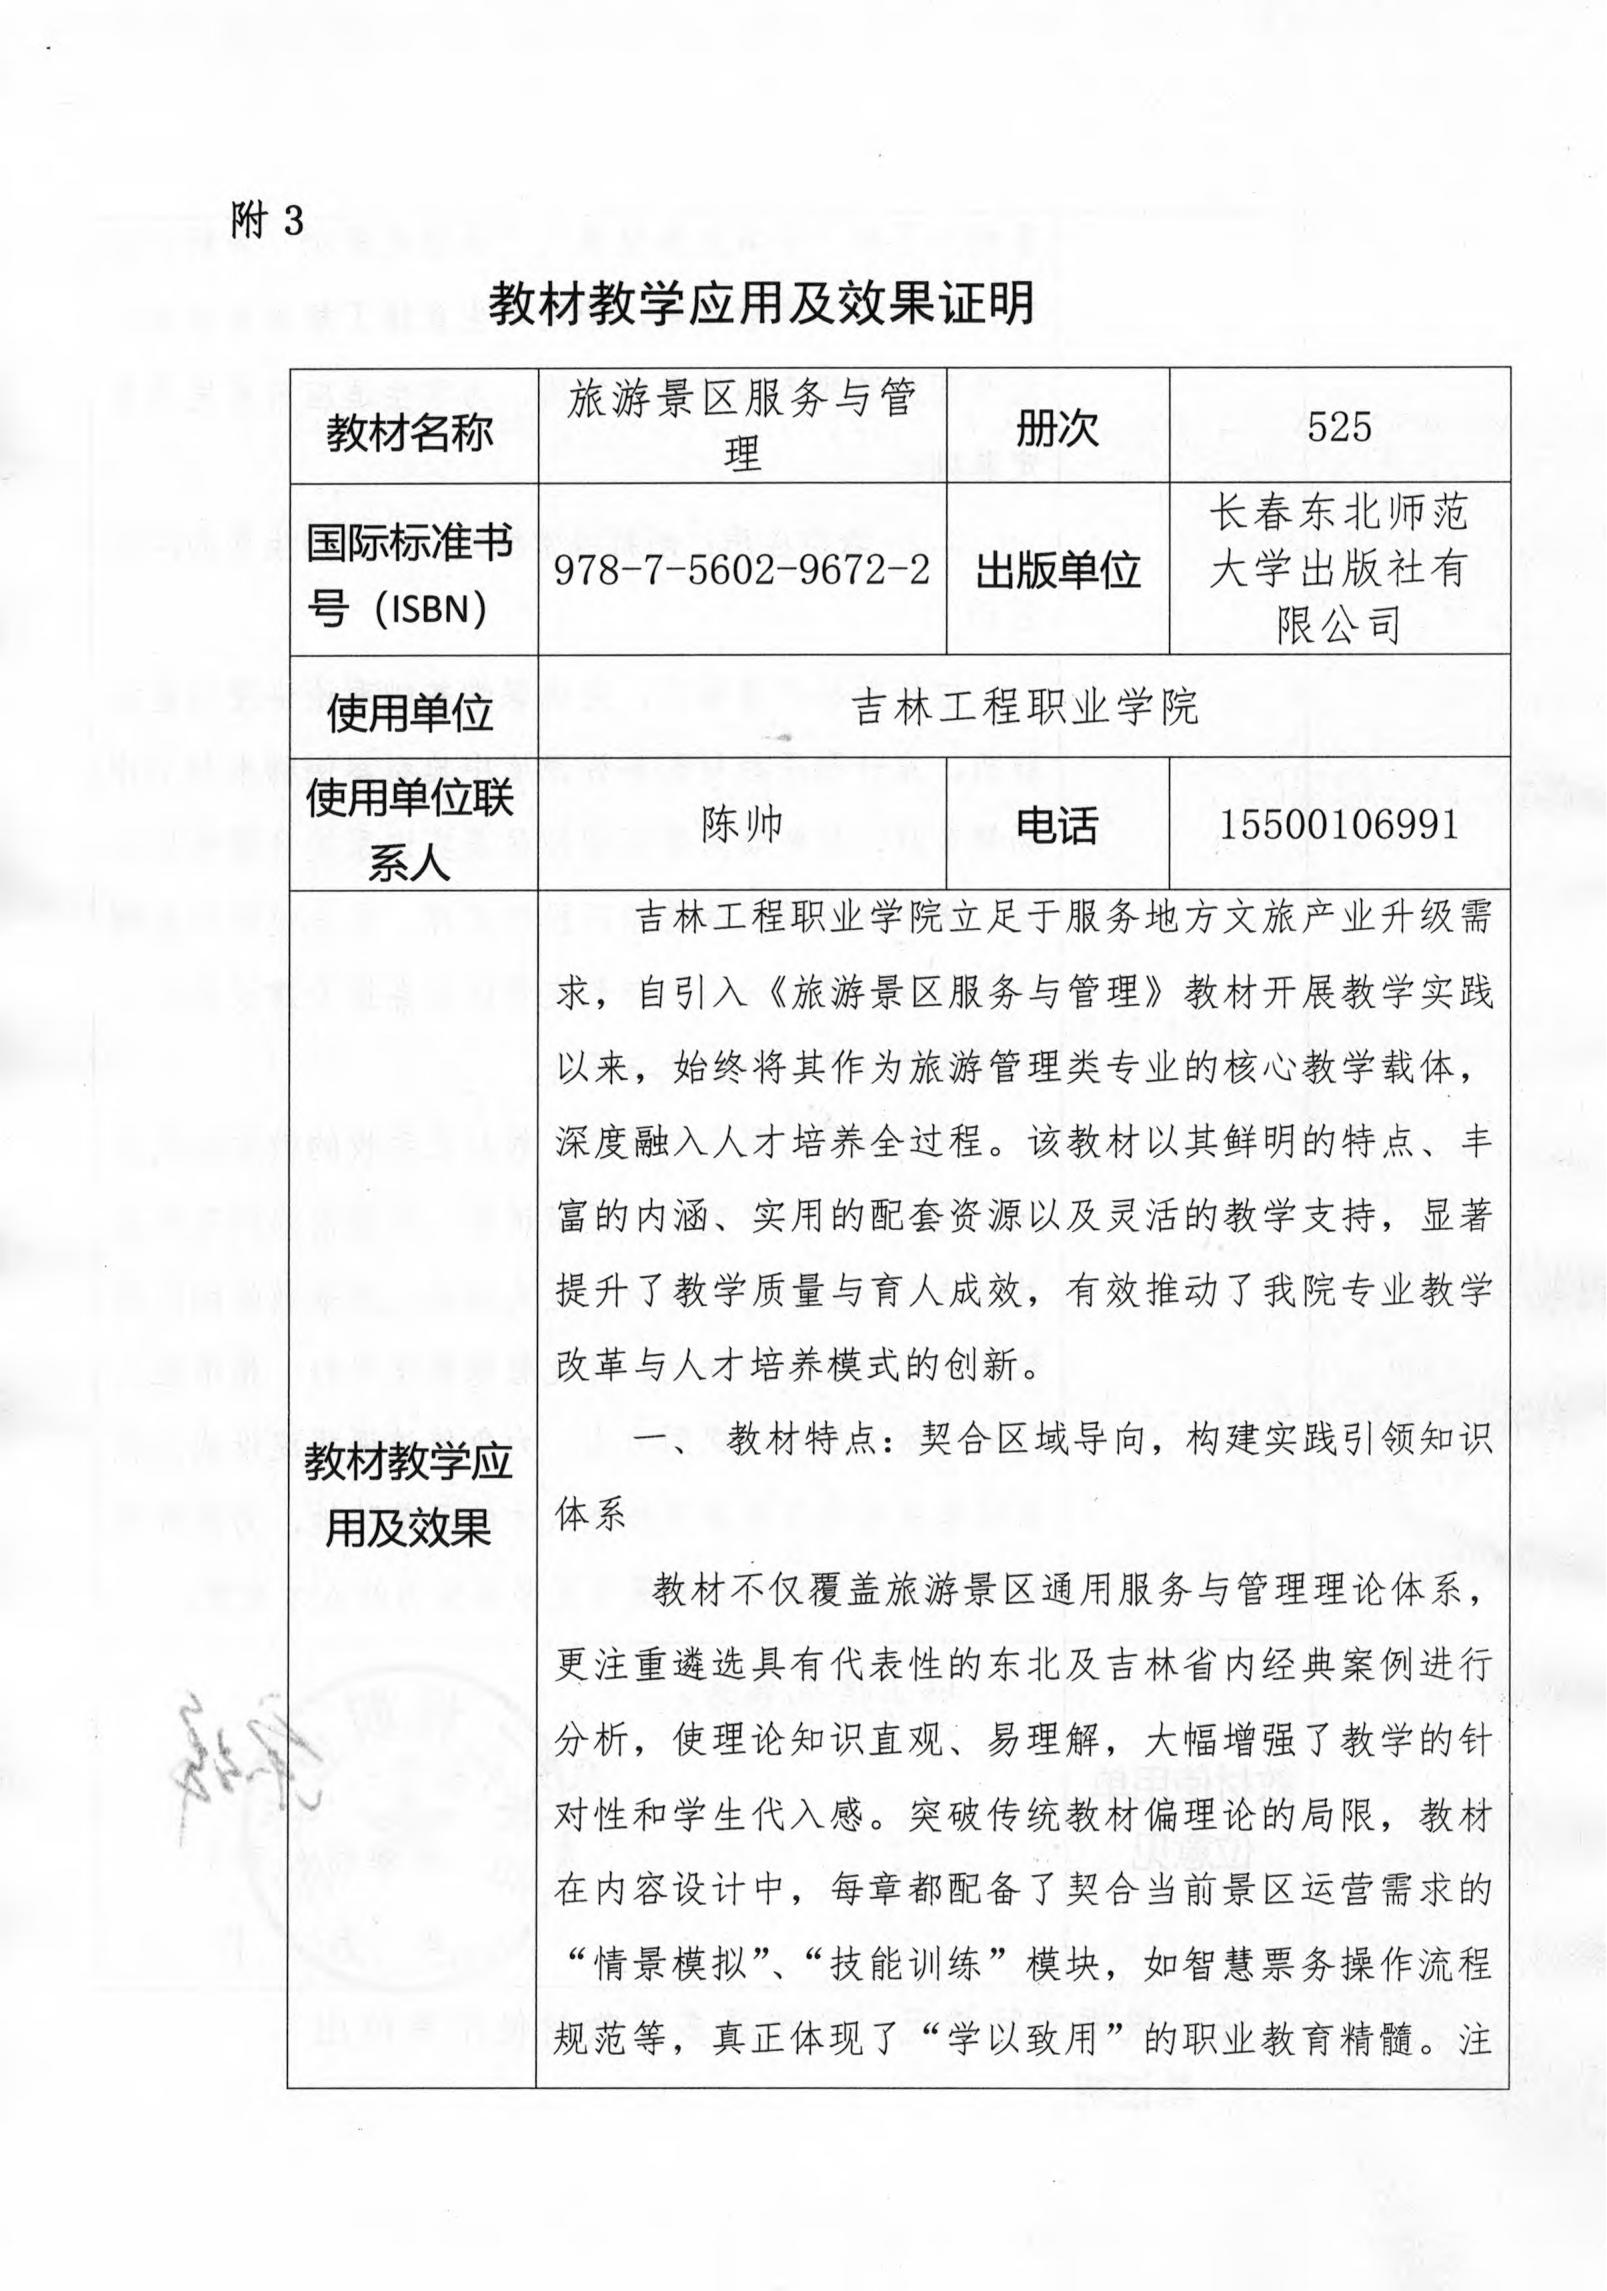 附 3
教材教学应用及效果证明
教材名称
旅游景区服务与管
理
册次
525
国际标准书
号（ISBN）
978-7-5602-9672-2
出版单位
长春东北师范
大学出版社有
限公司
使用单位
吉林工程职业学院
使用单位联
系人
陈帅
电话
15500106991
教材教学应
用及效果
吉林工程职业学院立足于服务地方文旅产业升级需
求，自引入《旅游景区服务与管理》教材开展教学实践
以来，始终将其作为旅游管理类专业的核心教学载体，
深度融入人才培养全过程。该教材以其鲜明的特点、丰
富的内涵、实用的配套资源以及灵活的教学支持，显著
提升了教学质量与育人成效，有效推动了我院专业教学
改革与人才培养模式的创新。
一、 教材特点：契合区域导向，构建实践引领知识
体系
教材不仅覆盖旅游景区通用服务与管理理论体系，
更注重遴选具有代表性的东北及吉林省内经典案例进行
分析，使理论知识直观、易理解，大幅增强了教学的针
对性和学生代入感。突破传统教材偏理论的局限，教材
在内容设计中，每章都配备了契合当前景区运营需求的
“情景模拟”、“技能训练”模块，如智慧票务操作流程
规范等，真正体现了“学以致用”的职业教育精髓。注